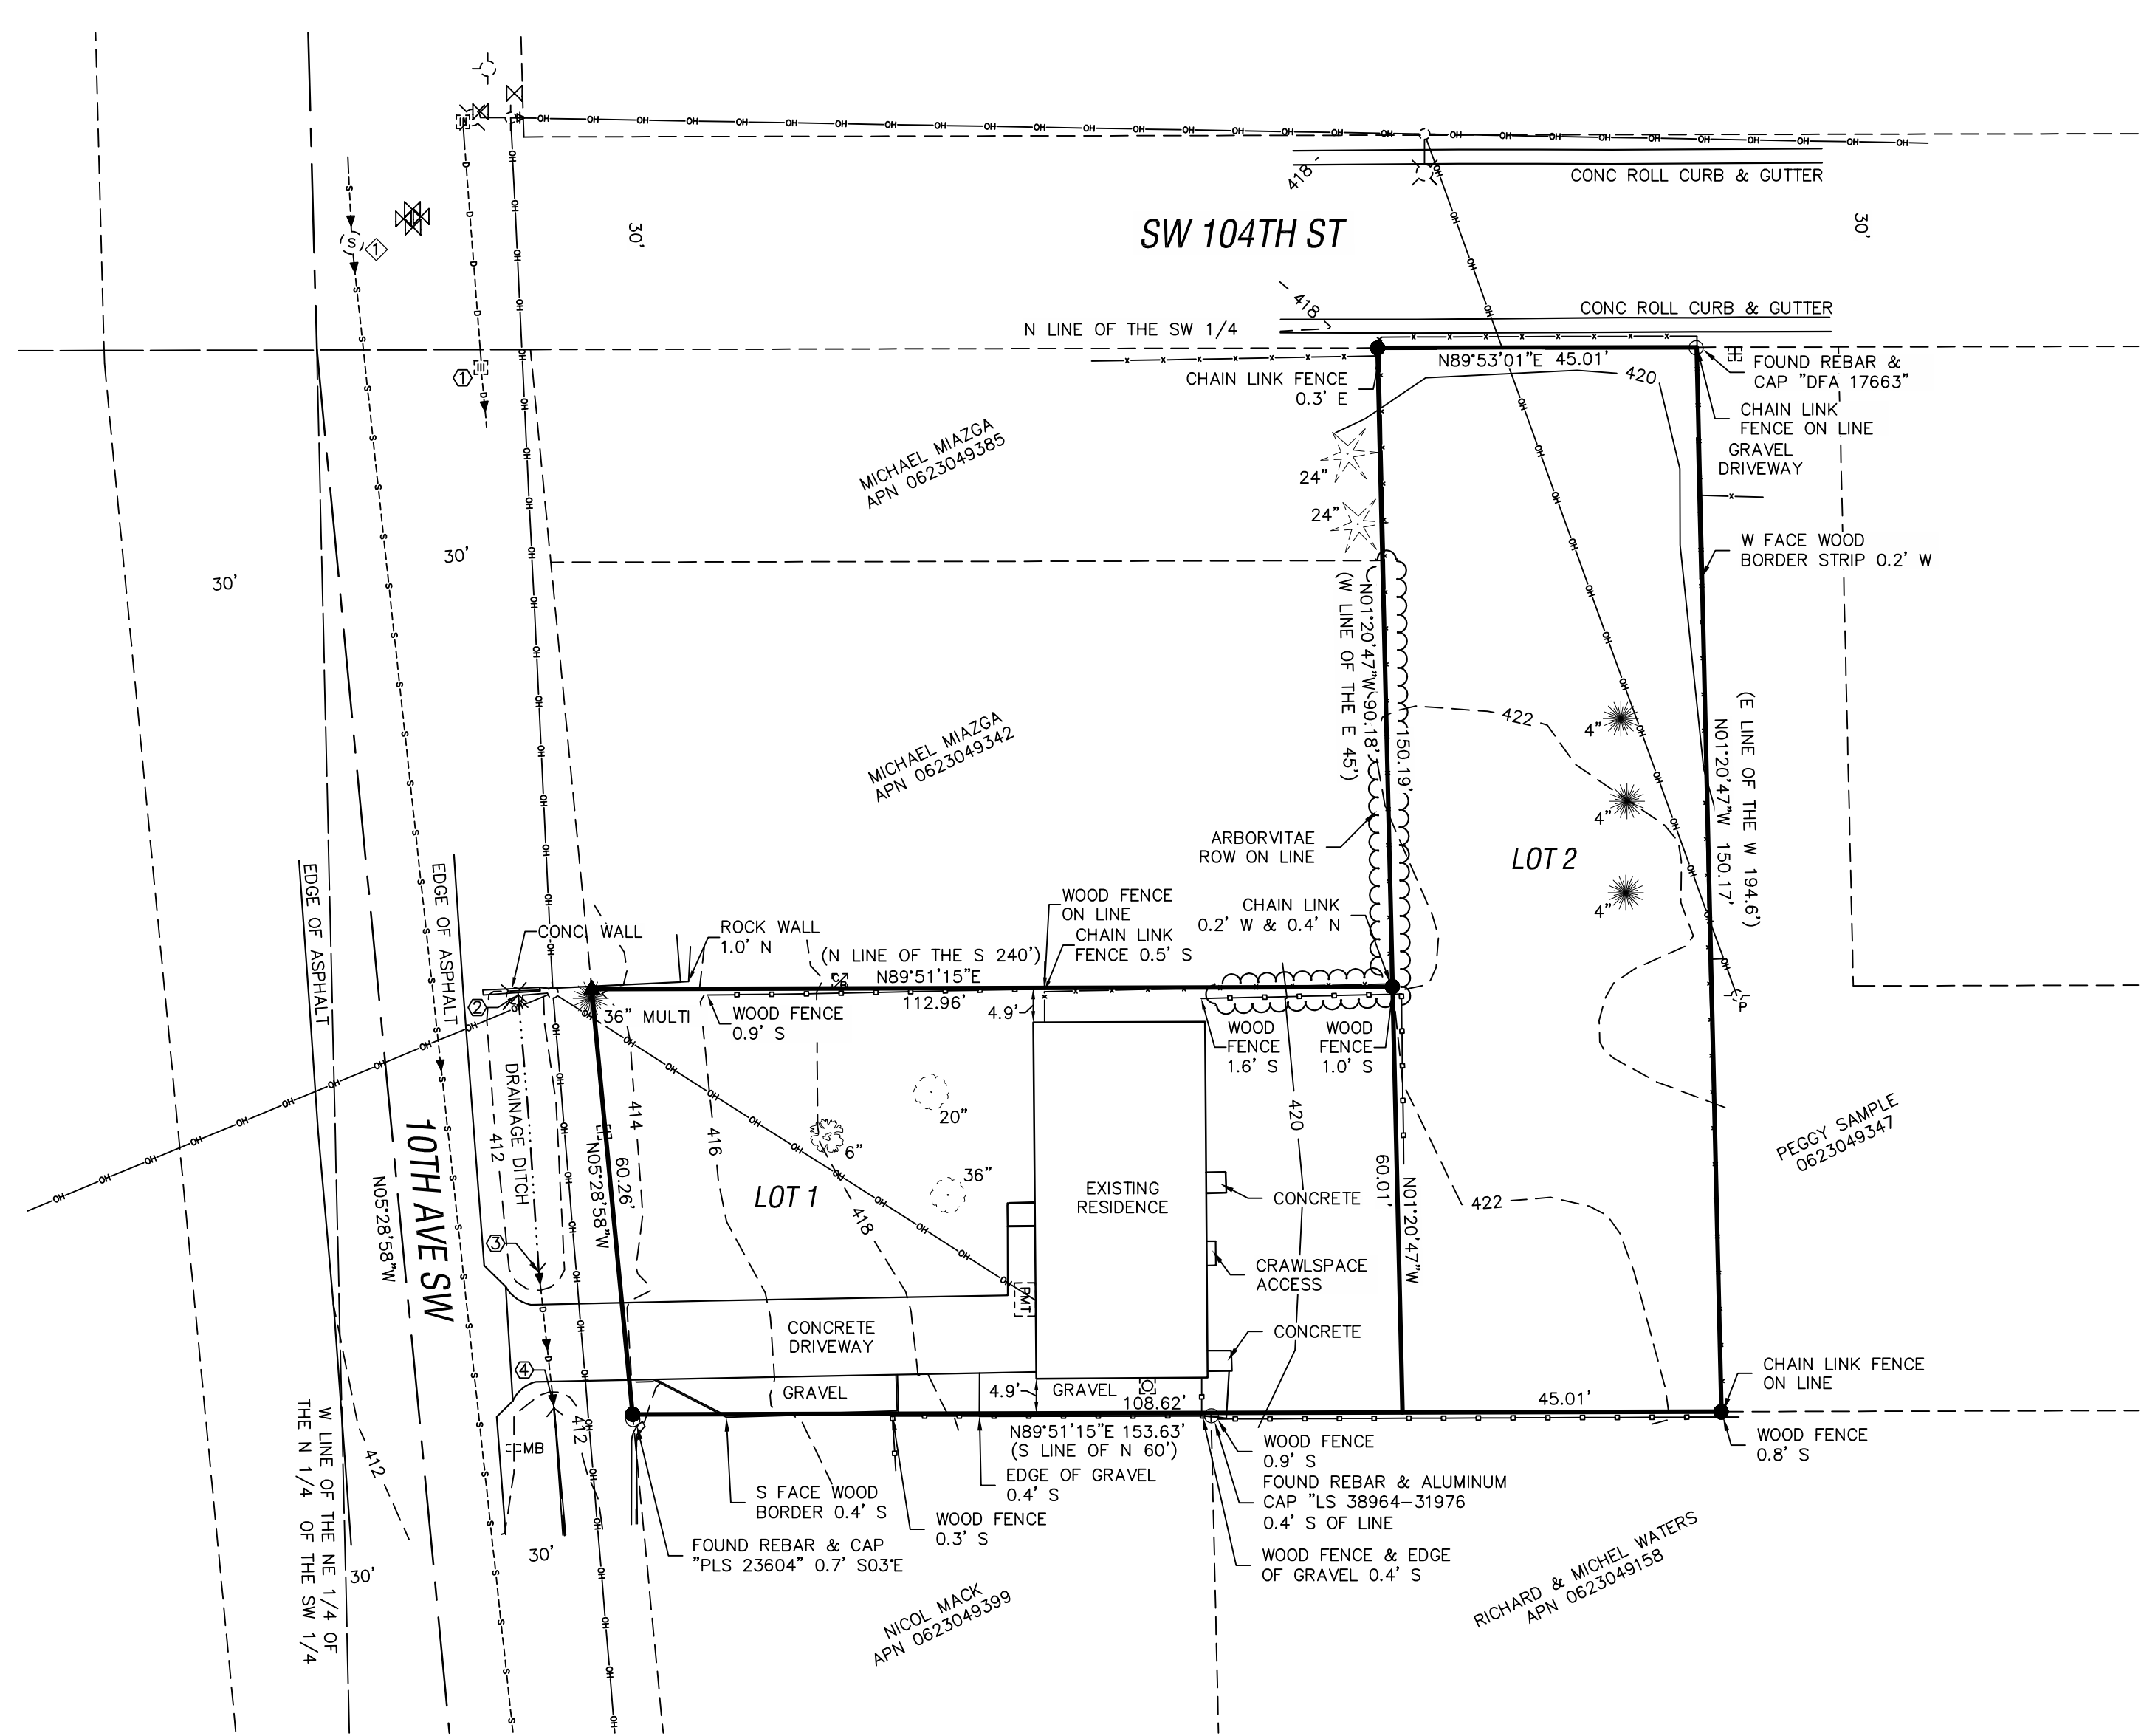 CONC ROLL CURB & GUTTER
418
SW 104TH ST
30'
30'
S
1
418
CONC ROLL CURB & GUTTER
N LINE OF THE SW 1/4
N89°53'01"E 45.01'
FOUND REBAR &
CAP "DFA 17663"
1
CHAIN LINK FENCE
0.3' E
420
CHAIN LINK
FENCE ON LINE
GRAVEL
DRIVEWAY
MICHAEL MIAZGA
APN 0623049385
24"
24"
W FACE WOOD
BORDER STRIP 0.2' W
30'
30'
N01°20'47"W 90.18'
(W LINE OF THE E 45')
150.19'
422
4"
4"
4"
(E LINE OF THE W 194.6')
N01°20'47"W 150.17'
MICHAEL MIAZGA
APN 0623049342
ARBORVITAE
ROW ON LINE
LOT 2
EDGE OF ASPHALT
EDGE OF ASPHALT
CONC WALL
ROCK WALL
1.0' N
WOOD FENCE
ON LINE
CHAIN LINK
FENCE 0.5' S
CHAIN LINK
0.2' W & 0.4' N
(N LINE OF THE S 240')
N89°51'15"E
112.96'
2
36" MULTI
WOOD FENCE
0.9' S
4.9'
WOOD
FENCE
1.6' S
WOOD
FENCE
1.0' S
P
DRAINAGE DITCH
412
414
416
418
420
20"
6"
36"
N05°28'58"W
60.26'
LOT 1
EXISTING
RESIDENCE
CONCRETE
60.01'
N01°20'47"W
422
PEGGY SAMPLE
0623049347
10TH AVE SW
N05°28'58"W
3
CRAWLSPACE
ACCESS
PMT
CONCRETE
DRIVEWAY
CONCRETE
4
GRAVEL
4.9'
GRAVEL
108.62'
45.01'
CHAIN LINK FENCE
ON LINE
N89°51'15"E 153.63'
(S LINE OF N 60')
WOOD FENCE
0.9' S
WOOD FENCE
0.8' S
412
MB
412
EDGE OF GRAVEL
0.4' S
FOUND REBAR & ALUMINUM
CAP "LS 38964-31976
0.4' S OF LINE
S FACE WOOD
BORDER 0.4' S
WOOD FENCE
0.3' S
FOUND REBAR & CAP
"PLS 23604" 0.7' S03°E
WOOD FENCE & EDGE
OF GRAVEL 0.4' S
30'
30'
W LINE OF THE NE 1/4 OF
THE N 1/4 OF THE SW 1/4
NICOL MACK
APN 0623049399
RICHARD & MICHEL WATERS
APN 0623049158